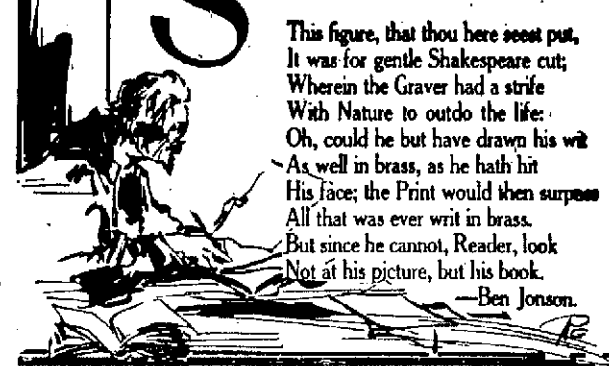 S
This figure, that thou here seest put,
It was for gentle Shakespeare cut;
Wherein the Graver had a strife
With Nature to outdo the life:
Oh, could he but have drawn his wit
As well in brass, as he hath hit
His face; the Print would then surpass
All that was ever writ in brass.
But since he cannot, Reader, look
Not at his picture, but his book.
—Ben Jonson.